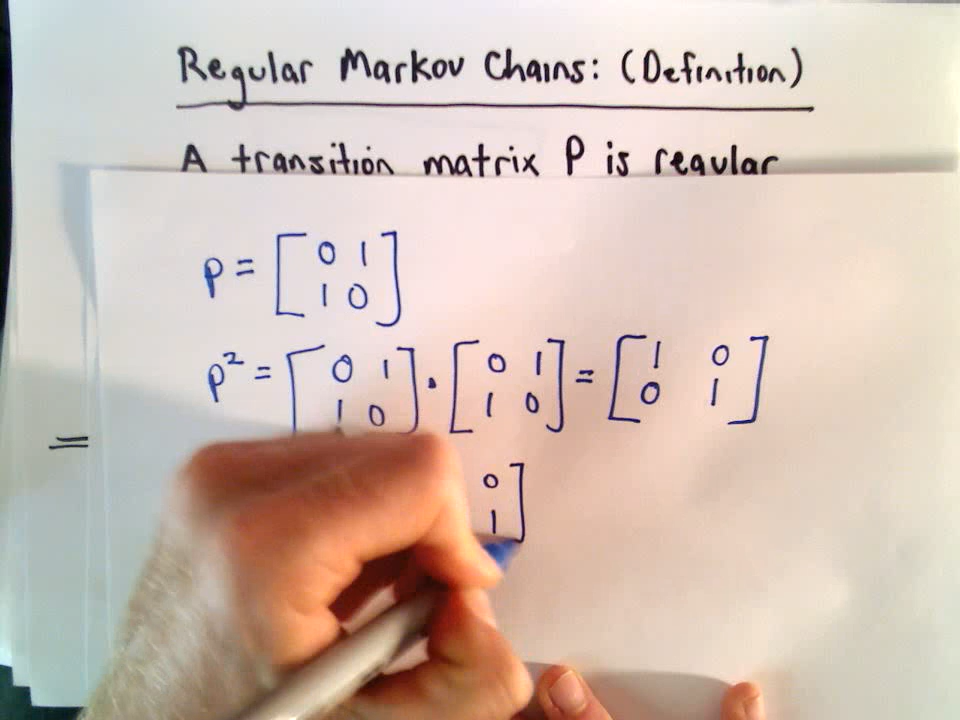 Regular Markov Chains: (Definition)
A transition matrix P is regular
P = [ 0 1
1 0 ]
P² = [ 0 1 ] · [ 0 1 ] = [ 1 0 ]
[ 1 0 ] [ 1 0 ] [ 0 1 ]
=
0 ]
1 ]